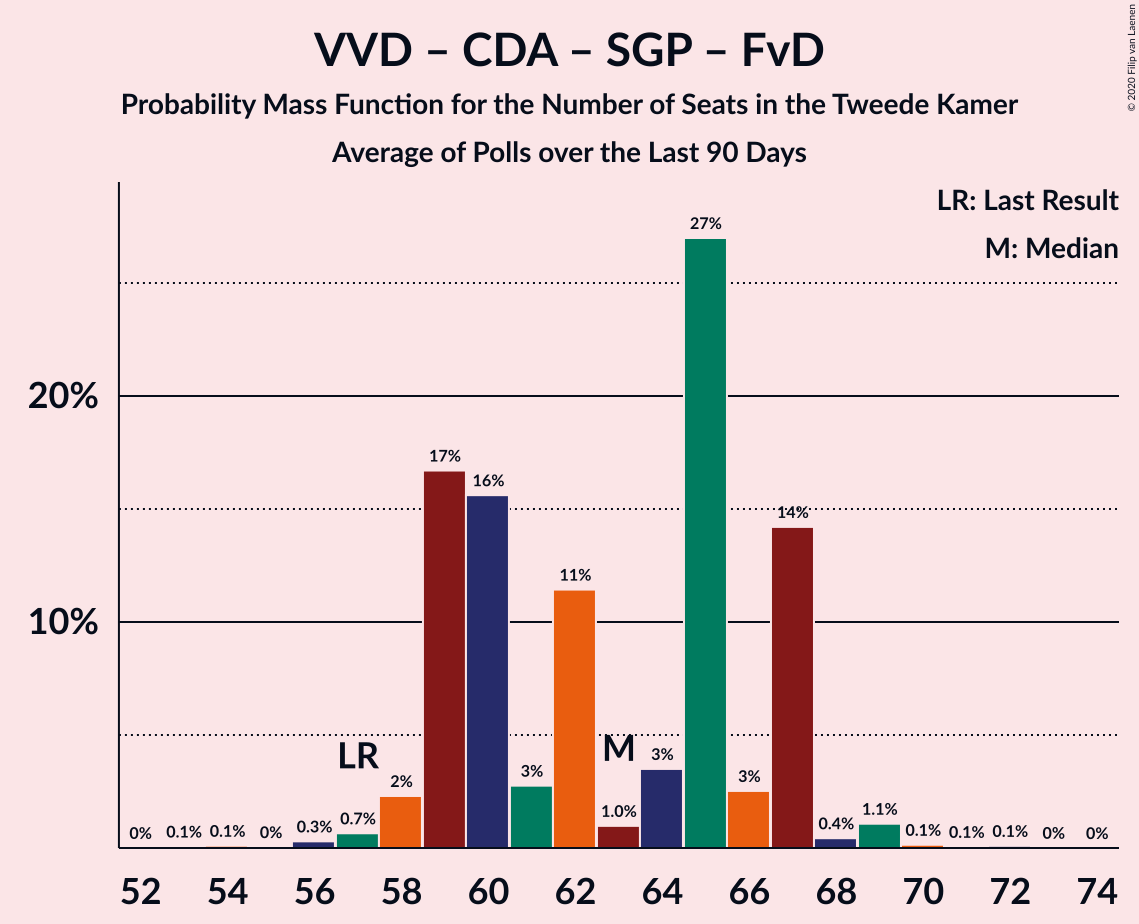 VVD – CDA – SGP – FvD
Probability Mass Function for the Number of Seats in the Tweede Kamer
Average of Polls over the Last 90 Days
© 2020 Filip van Laenen
LR: Last Result
M: Median
27%
20%
17%
16%
14%
11%
10%
LR
M
0% 0.1% 0.1% 0% 0.3% 0.7% 2% 3% 1.0% 3% 3% 0.4% 1.1% 0.1% 0.1% 0.1% 0% 0%
52 54 56 58 60 62 64 66 68 70 72 74